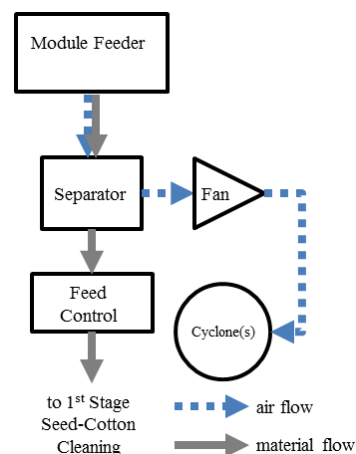 Module Feeder
Separator
Fan
Feed
Control
Cyclone(s)
to 1st Stage
Seed-Cotton
Cleaning
air flow
material flow